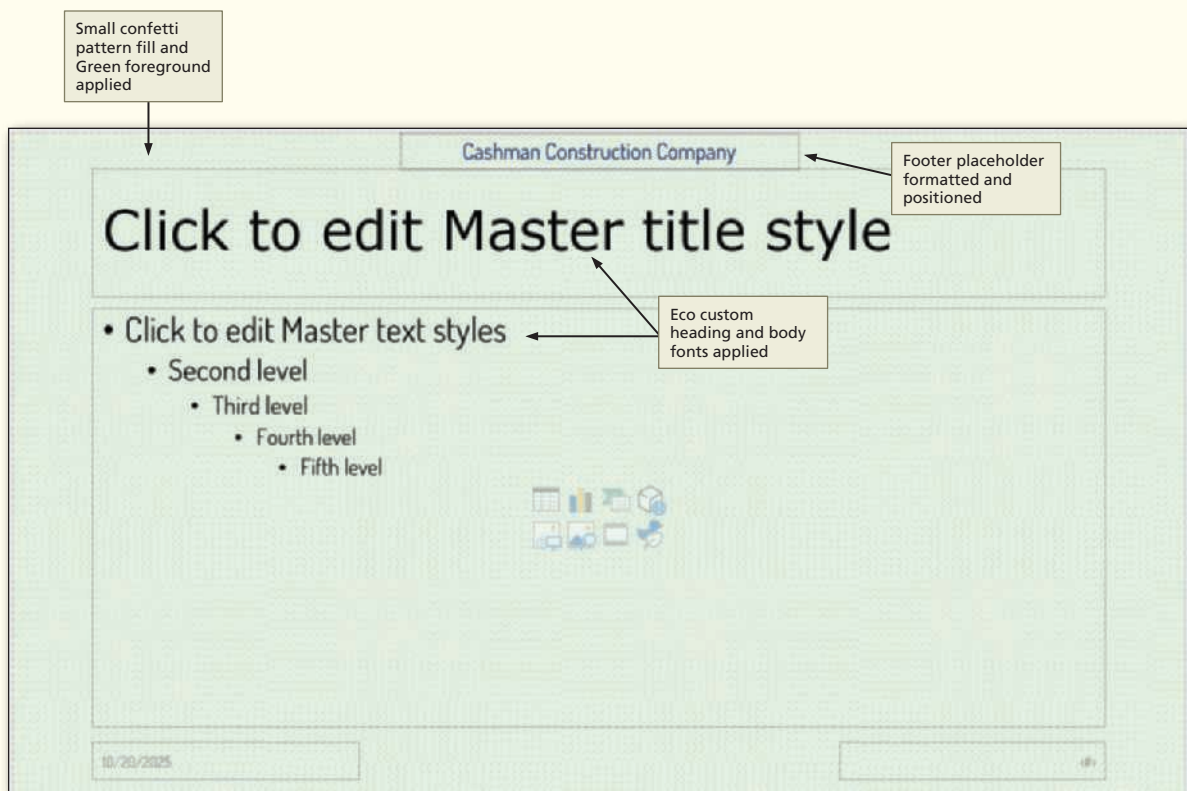 Small confetti
pattern fill and
Green foreground
applied
Cashman Construction Company
Footer placeholder
formatted and
positioned
Click to edit Master title style
Eco custom
heading and body
fonts applied
• Click to edit Master text styles
• Second level
• Third level
• Fourth level
• Fifth level
10/20/2025
‹#›